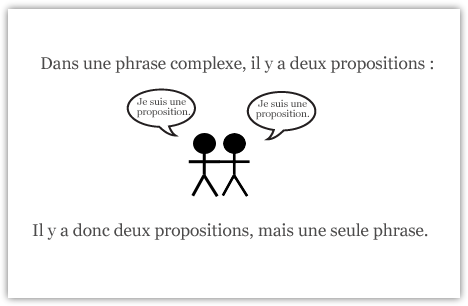 Dans une phrase complexe, il y a deux propositions :
Je suis une
proposition.
Je suis une
proposition.
Il y a donc deux propositions, mais une seule phrase.